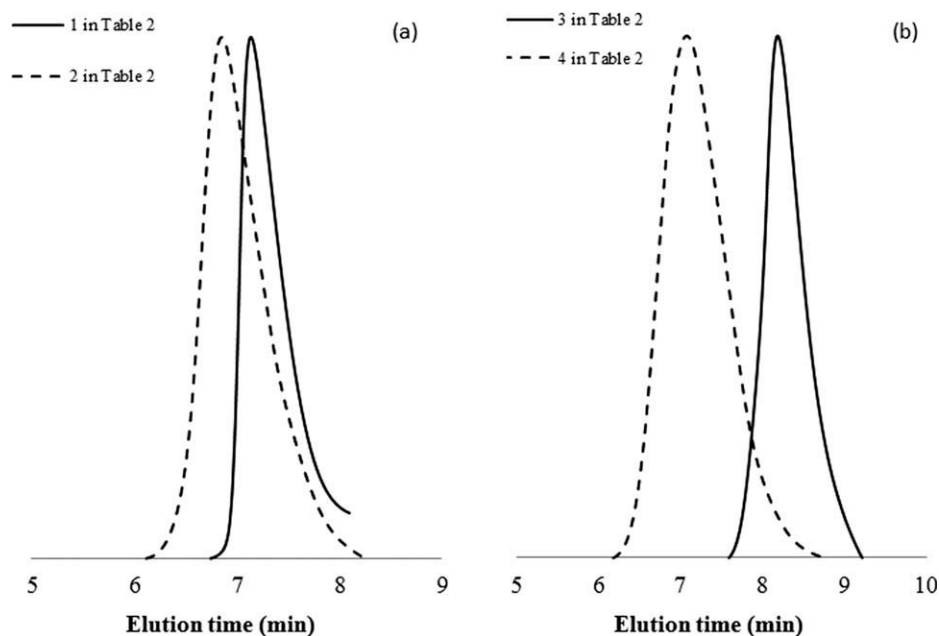 1 in Table 2
2 in Table 2
(a)
5 6 7 8 9
Elution time (min)
3 in Table 2
4 in Table 2
(b)
5 6 7 8 9 10
Elution time (min)